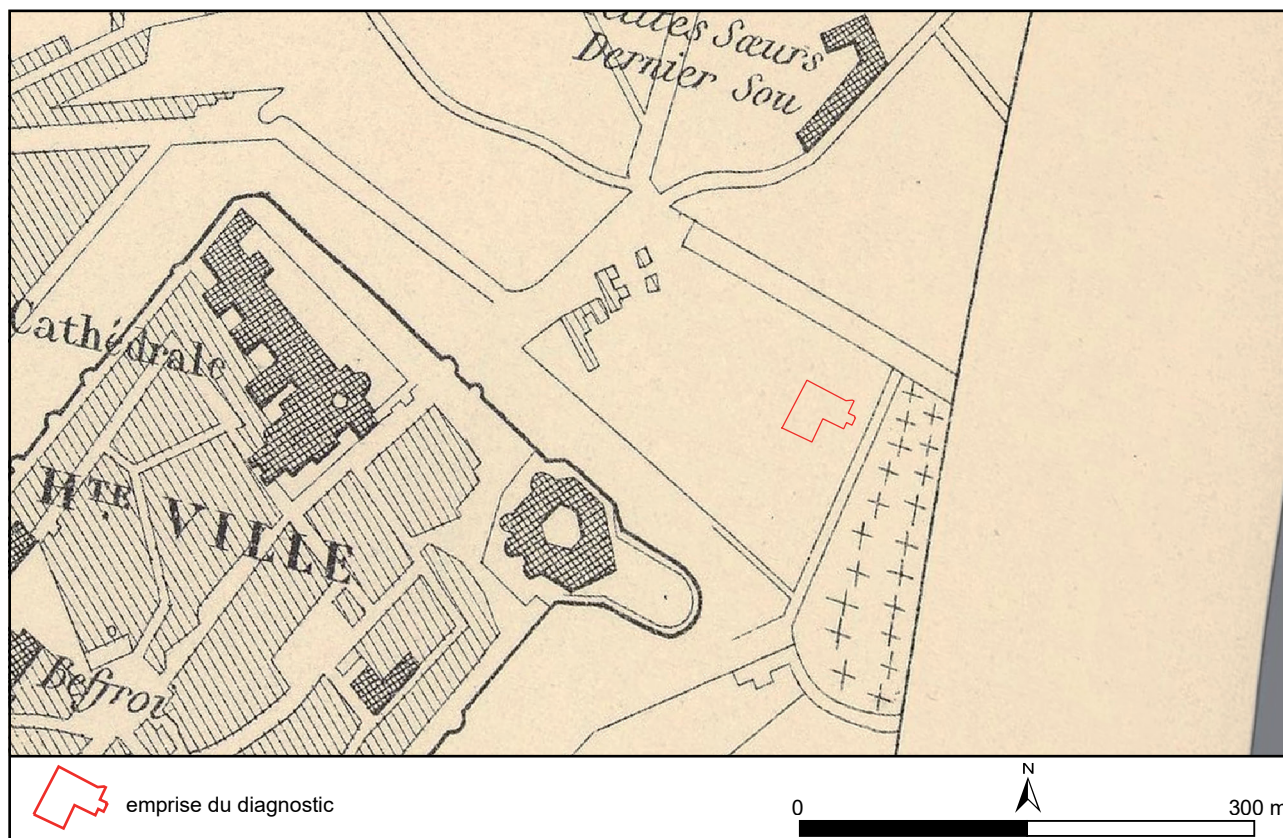 Sœurs
Dernier Sou
Cathédrale
HTE VILLE
Beffroi
emprise du diagnostic
N
0
300 m